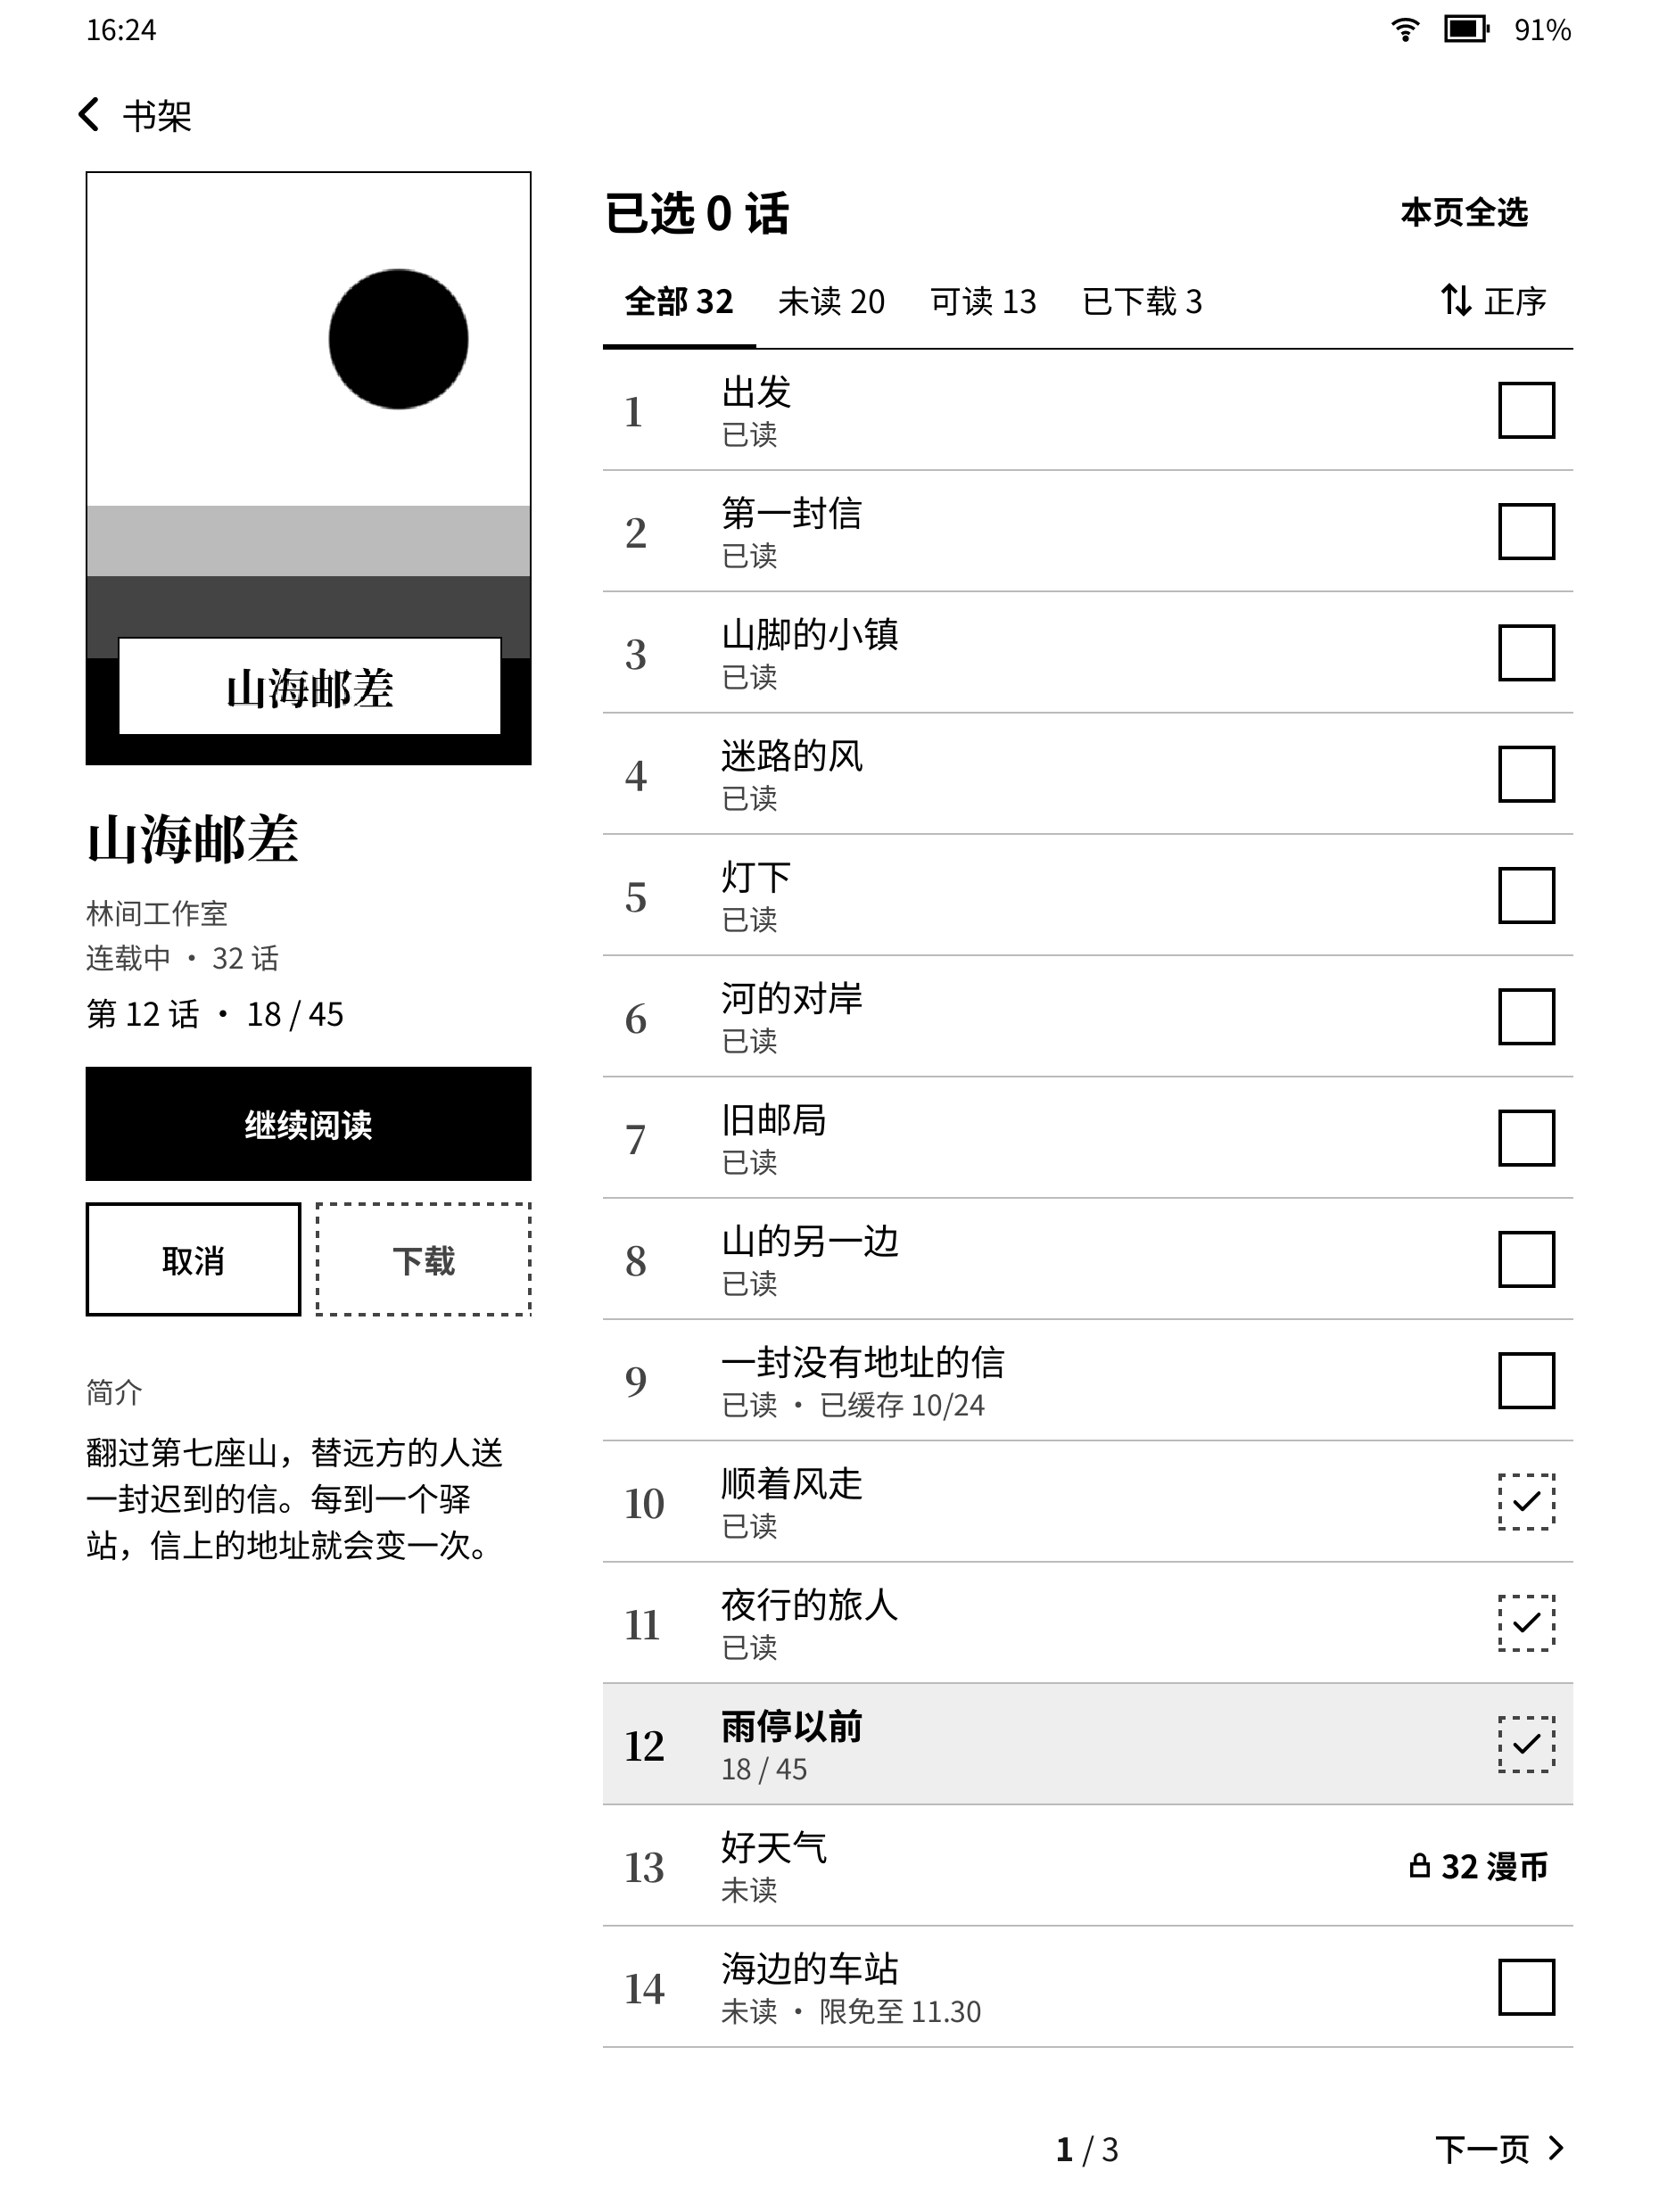 16:24
91%
书架
山海邮差
山海邮差
林间工作室
连载中 · 32 话
第 12 话 · 18 / 45
继续阅读
取消
下载
简介
翻过第七座山，替远方的人送
一封迟到的信。每到一个驿
站，信上的地址就会变一次。
已选 0 话
本页全选
全部 32
未读 20
可读 13
已下载 3
正序
1
出发
已读
2
第一封信
已读
3
山脚的小镇
已读
4
迷路的风
已读
5
灯下
已读
6
河的对岸
已读
7
旧邮局
已读
8
山的另一边
已读
9
一封没有地址的信
已读 · 已缓存 10/24
10
顺着风走
已读
11
夜行的旅人
已读
12
雨停以前
18 / 45
13
好天气
未读
32 漫币
14
海边的车站
未读 · 限免至 11.30
1 / 3
下一页